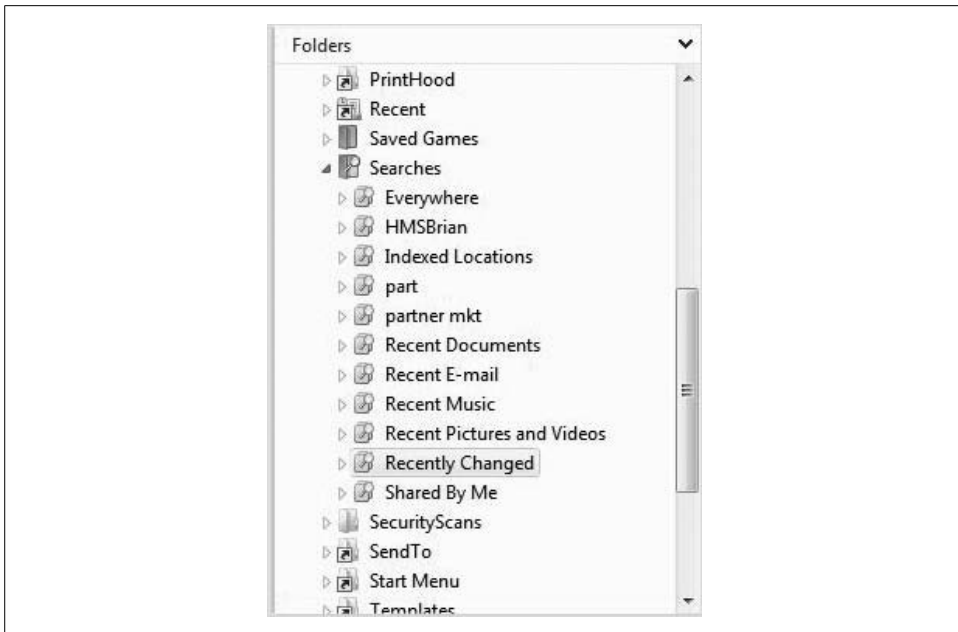 Folders
PrintHood
Recent
Saved Games
Searches
Everywhere
HMSBrian
Indexed Locations
part
partner mkt
Recent Documents
Recent E-mail
Recent Music
Recent Pictures and Videos
Recently Changed
Shared By Me
SecurityScans
SendTo
Start Menu
Templates